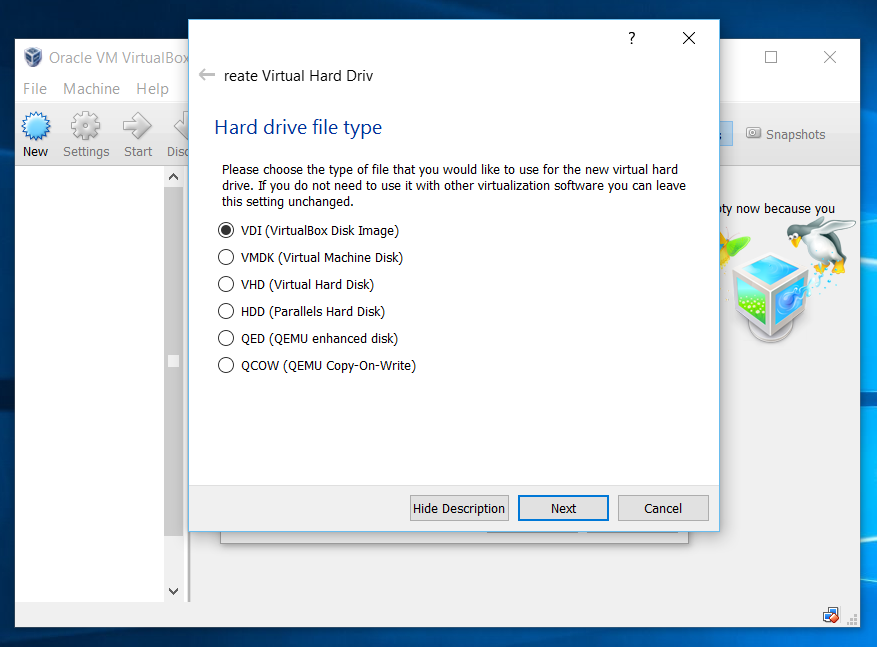 Oracle VM VirtualBox
File Machine Help
New Settings Start Disc
Snapshots
pty now because you
?
reate Virtual Hard Driv
Hard drive file type
Please choose the type of file that you would like to use for the new virtual hard
drive. If you do not need to use it with other virtualization software you can leave
this setting unchanged.
VDI (VirtualBox Disk Image)
VMDK (Virtual Machine Disk)
VHD (Virtual Hard Disk)
HDD (Parallels Hard Disk)
QED (QEMU enhanced disk)
QCOW (QEMU Copy-On-Write)
Hide Description Next Cancel